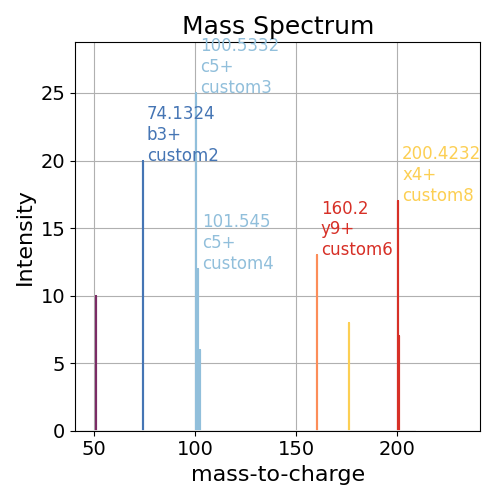 Mass Spectrum
100.5332
c5+
custom3
74.1324
b3+
custom2
200.4232
x4+
custom8
160.2
y9+
custom6
101.545
c5+
custom4
Intensity
25
20
15
10
5
0
50
100
150
200
mass-to-charge